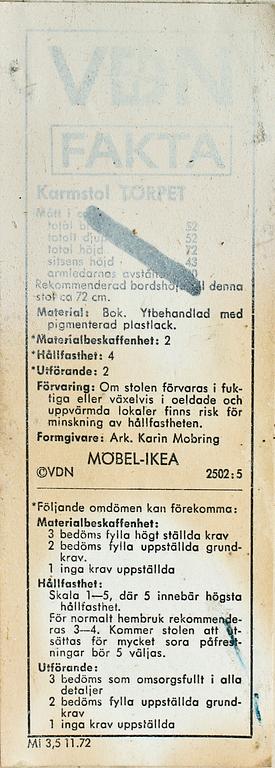 VDN
FAKTA
Karmstol TORPET
Mått i
total 52
totalt djup 52
total höjd 72
sitsens höjd 43
armledarnas avstånd
Rekommenderad bordshöjd till denna
stol ca 72 cm.
Material: Bok. Ytbehandlad med
pigmenterad plastlack.
*Materialbeskaffenhet: 2
*Hållfasthet: 4
*Utförande: 2
Förvaring: Om stolen förvaras i fuk-
tiga eller växelvis i oeldade och
uppvärmda lokaler finns risk för
minskning av hållfastheten.
Formgivare: Ark. Karin Mobring
MÖBEL-IKEA
©VDN 2502:5
*Följande omdömen kan förekomma:
Materialbeskaffenhet:
3 bedöms fylla högt ställda krav
2 bedöms fylla uppställda grund-
krav.
1 inga krav uppställda
Hållfasthet:
Skala 1—5, där 5 innebär högsta
hållfasthet.
För normalt hembruk rekommende-
ras 3—4. Kommer stolen att ut-
sättas för mycket sora påfrest-
ningar bör 5 väljas.
Utförande:
3 bedöms som omsorgsfullt i alla
detaljer
2 bedöms fylla uppställda grund-
krav
1 inga krav uppställda
Mi 3,5 11.72